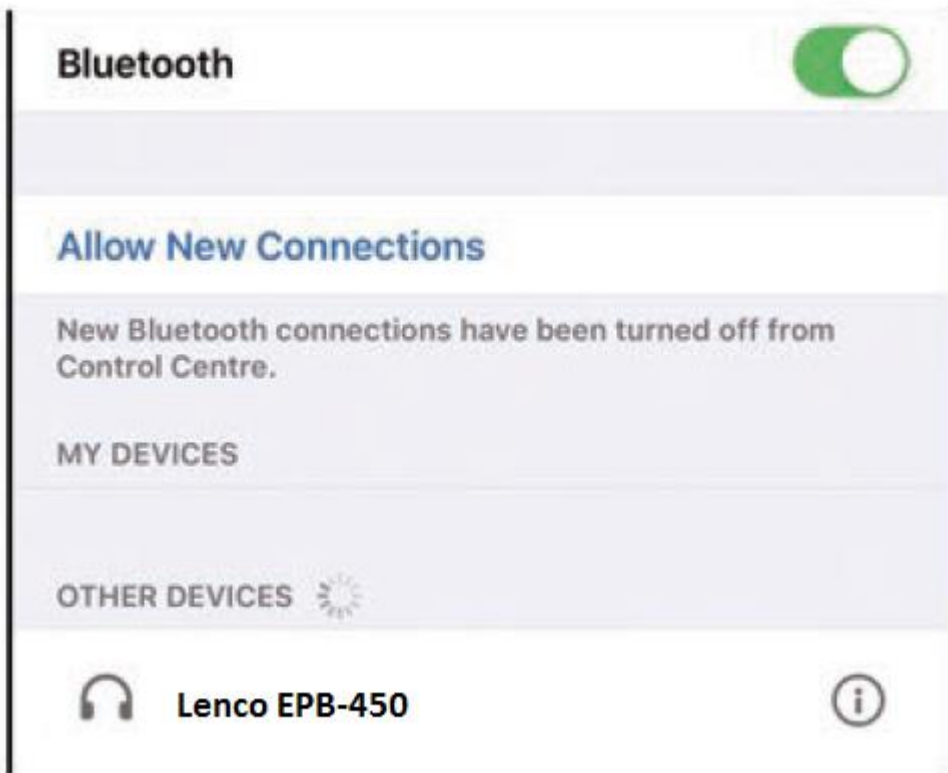 Bluetooth
Allow New Connections
New Bluetooth connections have been turned off from
Control Centre.
MY DEVICES
OTHER DEVICES
Lenco EPB-450